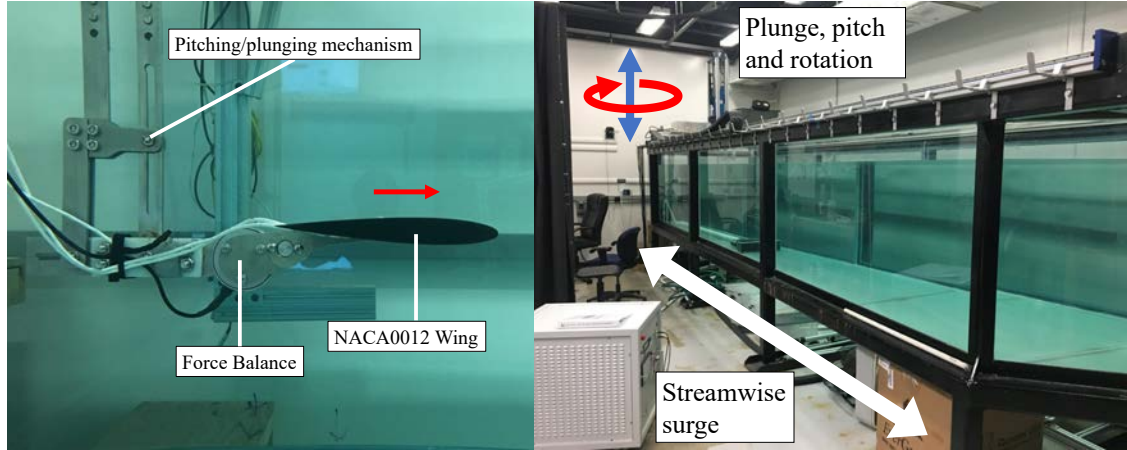 Pitching/plunging mechanism
Force Balance
NACA0012 Wing
Plunge, pitch
and rotation
Streamwise
surge